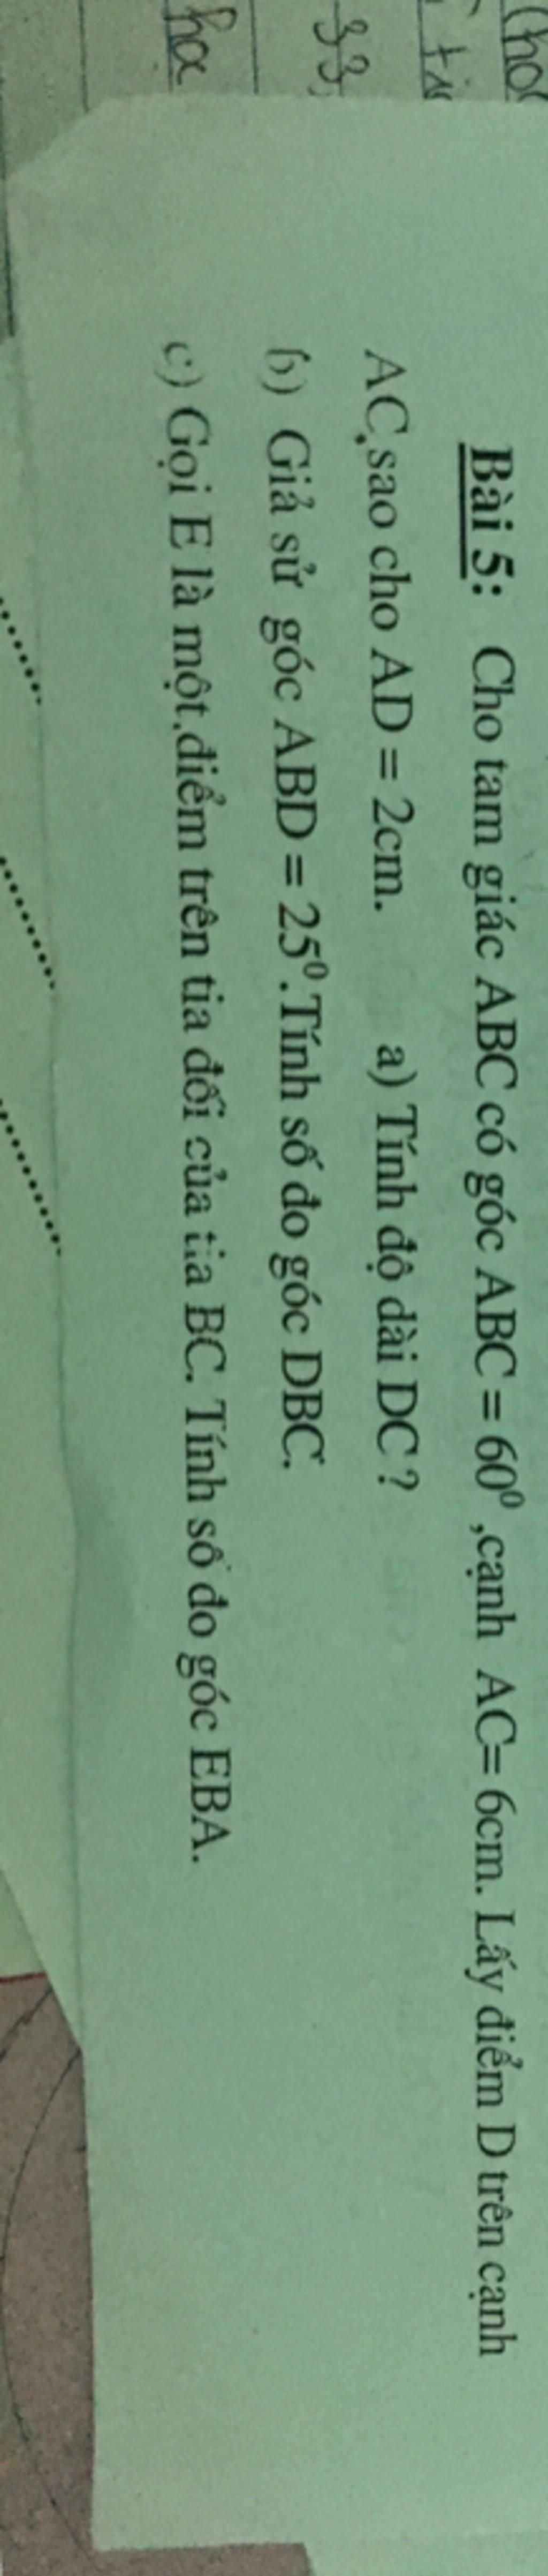 Bài 5: Cho tam giác ABC có góc ABC = 60⁰ ,cạnh AC= 6cm. Lấy điểm D trên cạnh
AC,sao cho AD = 2cm. a) Tính độ dài DC ?
b) Giả sử góc ABD = 25⁰.Tính số đo góc DBC.
c) Gọi E là một điểm trên tia đối của tia BC. Tính số đo góc EBA.
33